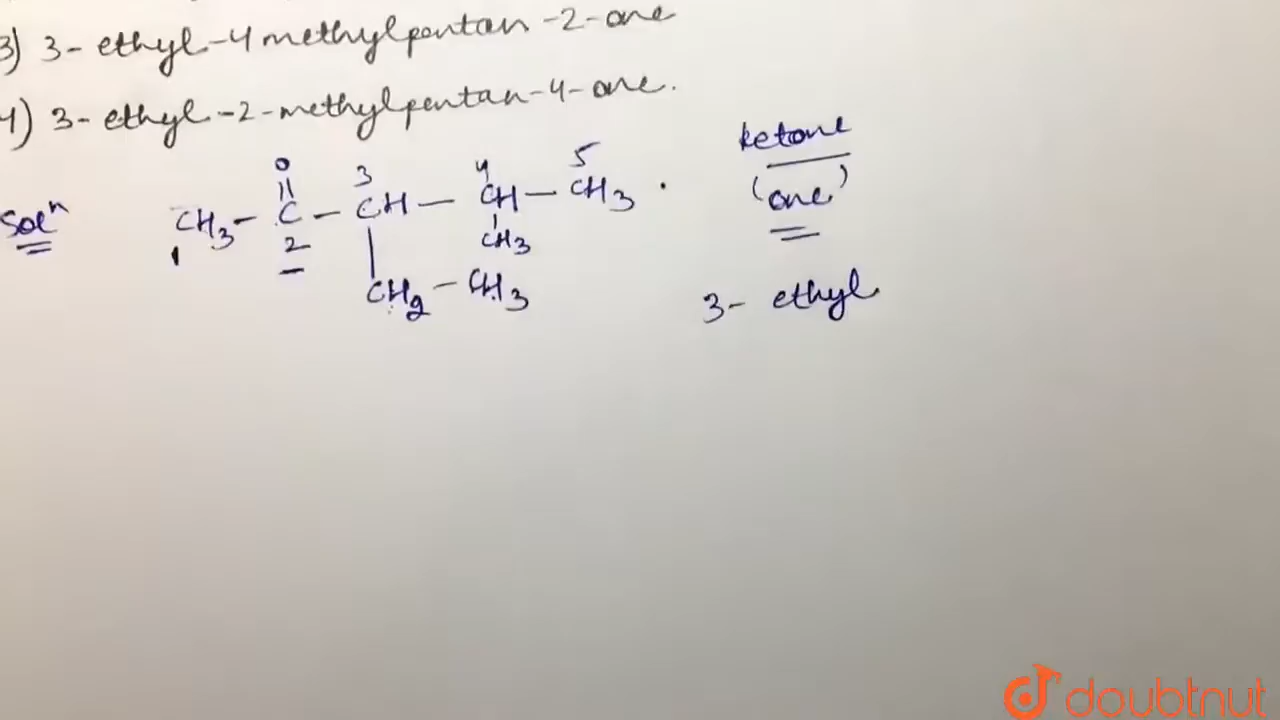 3) 3- ethyl-4 methylpentan-2-one
4) 3-ethyl-2-methylpentan-4-one.
ketone
(one)
Solⁿ
O 3 4 5
CH3 - C - CH - CH - CH3 .
1 2 CH3
CH2 - CH3
3- ethyl
doubtnut